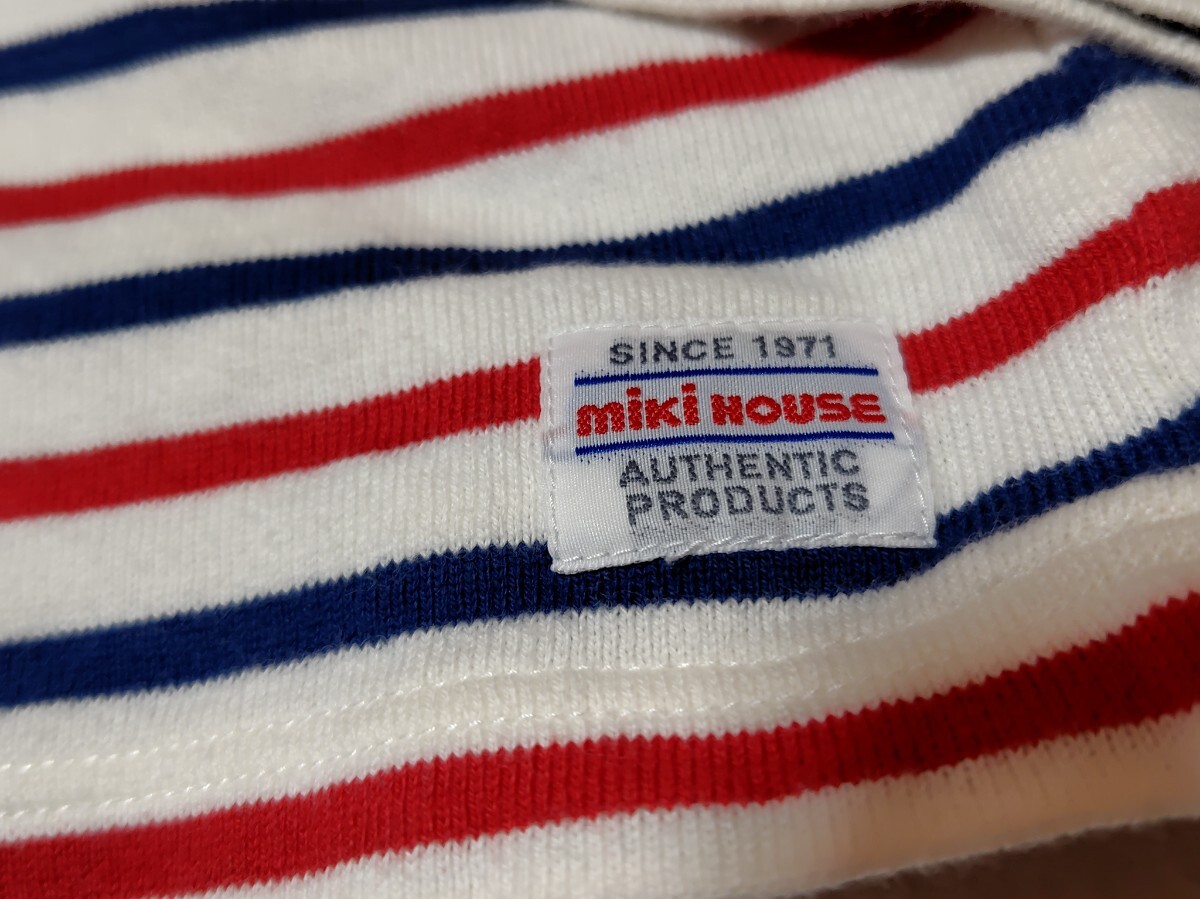 SINCE 1971
miki HOUSE
AUTHENTIC
PRODUCTS